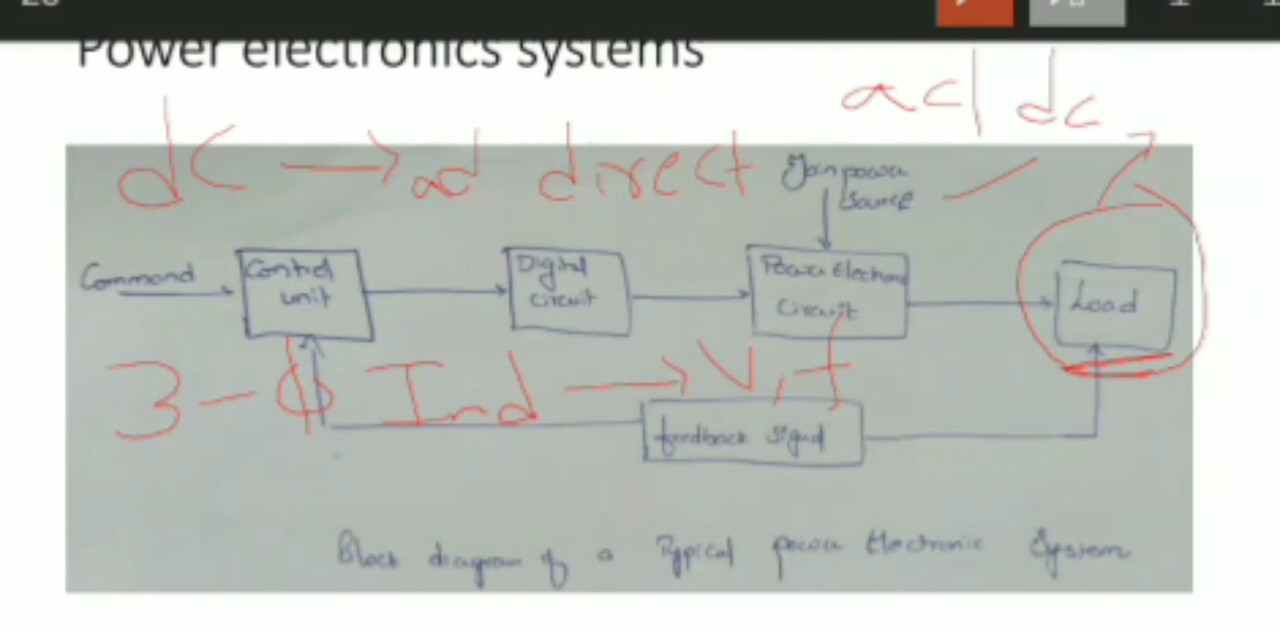 Power electronics systems
ac/dc
dc → ad direct
Main power
source
Command
Control
unit
Digital
circuit
Power Electronic
Circuit
Load
3-ϕ Ind → V, f
feedback signal
Block diagram of a Typical power Electronic System